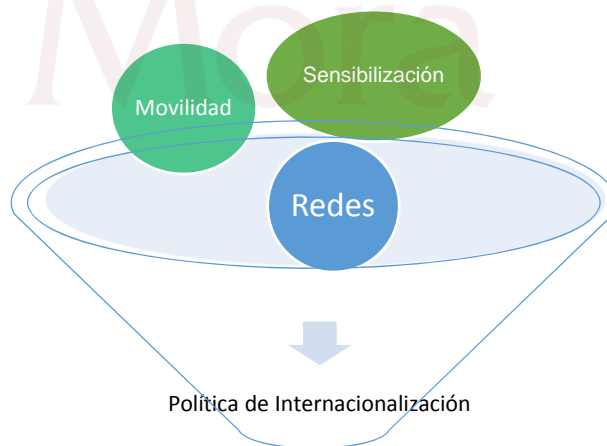 Mora
Sensibilización
Movilidad
Redes
Política de Internacionalización